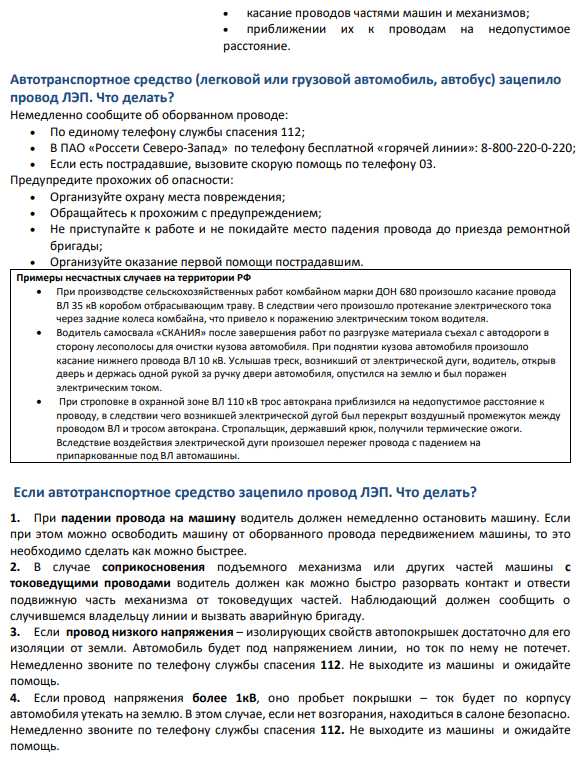 • касание проводов частями машин и механизмов;
• приближении их к проводам на недопустимое
расстояние.
Автотранспортное средство (легковой или грузовой автомобиль, автобус) зацепило
провод ЛЭП. Что делать?
Немедленно сообщите об оборванном проводе:
• По единому телефону службы спасения 112;
• В ПАО «Россети Северо-Запад» по телефону бесплатной «горячей линии»: 8-800-220-0-220;
• Если есть пострадавшие, вызовите скорую помощь по телефону 03.
Предупредите прохожих об опасности:
• Организуйте охрану места повреждения;
• Обращайтесь к прохожим с предупреждением;
• Не приступайте к работе и не покидайте место падения провода до приезда ремонтной
бригады;
• Организуйте оказание первой помощи пострадавшим.
Примеры несчастных случаев на территории РФ
• При производстве сельскохозяйственных работ комбайном марки ДОН 680 произошло касание провода
ВЛ 35 кВ коробом отбрасывающим траву. В следствии чего произошло протекание электрического тока
через задние колеса комбайна, что привело к поражению электрическим током водителя.
• Водитель самосвала «СКАНИЯ» после завершения работ по разгрузке материала съехал с автодороги в
сторону лесополосы для очистки кузова автомобиля. При поднятии кузова автомобиля произошло
касание нижнего провода ВЛ 10 кВ. Услышав треск, возникший от электрической дуги, водитель, открыв
дверь и держась одной рукой за ручку двери автомобиля, опустился на землю и был поражен
электрическим током.
• При строповке в охранной зоне ВЛ 110 кВ трос автокрана приблизился на недопустимое расстояние к
проводу, в следствии чего возникшей электрической дугой был перекрыт воздушный промежуток между
проводом ВЛ и тросом автокрана. Стропальщик, державший крюк, получили термические ожоги.
Вследствие воздействия электрической дуги произошел пережег провода с падением на
припаркованные под ВЛ автомашины.
Если автотранспортное средство зацепило провод ЛЭП. Что делать?
1. При падении провода на машину водитель должен немедленно остановить машину. Если
при этом можно освободить машину от оборванного провода передвижением машины, то это
необходимо сделать как можно быстрее.
2. В случае соприкосновения подъемного механизма или других частей машины с
токоведущими проводами водитель должен как можно быстро разорвать контакт и отвести
подвижную часть механизма от токоведущих частей. Наблюдающий должен сообщить о
случившемся владельцу линии и вызвать аварийную бригаду.
3. Если провод низкого напряжения – изолирующих свойств автопокрышек достаточно для его
изоляции от земли. Автомобиль будет под напряжением линии, но ток по нему не потечет.
Немедленно звоните по телефону службы спасения 112. Не выходите из машины и ожидайте
помощь.
4. Если провод напряжения более 1кВ, оно пробьет покрышки – ток будет по корпусу
автомобиля утекать на землю. В этом случае, если нет возгорания, находиться в салоне безопасно.
Немедленно звоните по телефону службы спасения 112. Не выходите из машины и ожидайте
помощь.